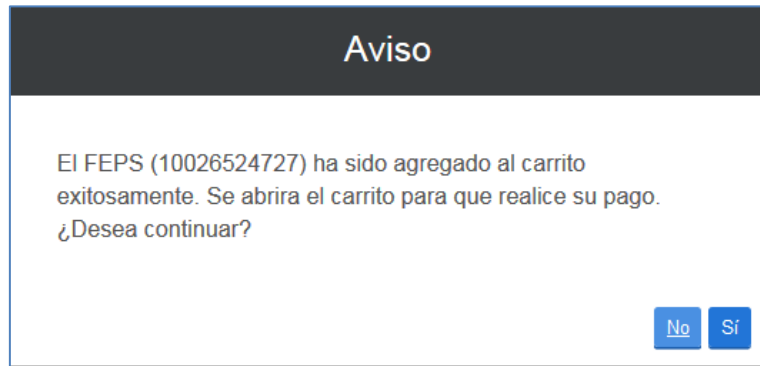 Aviso
El FEPS (10026524727) ha sido agregado al carrito
exitosamente. Se abrira el carrito para que realice su pago.
¿Desea continuar?
No Sí